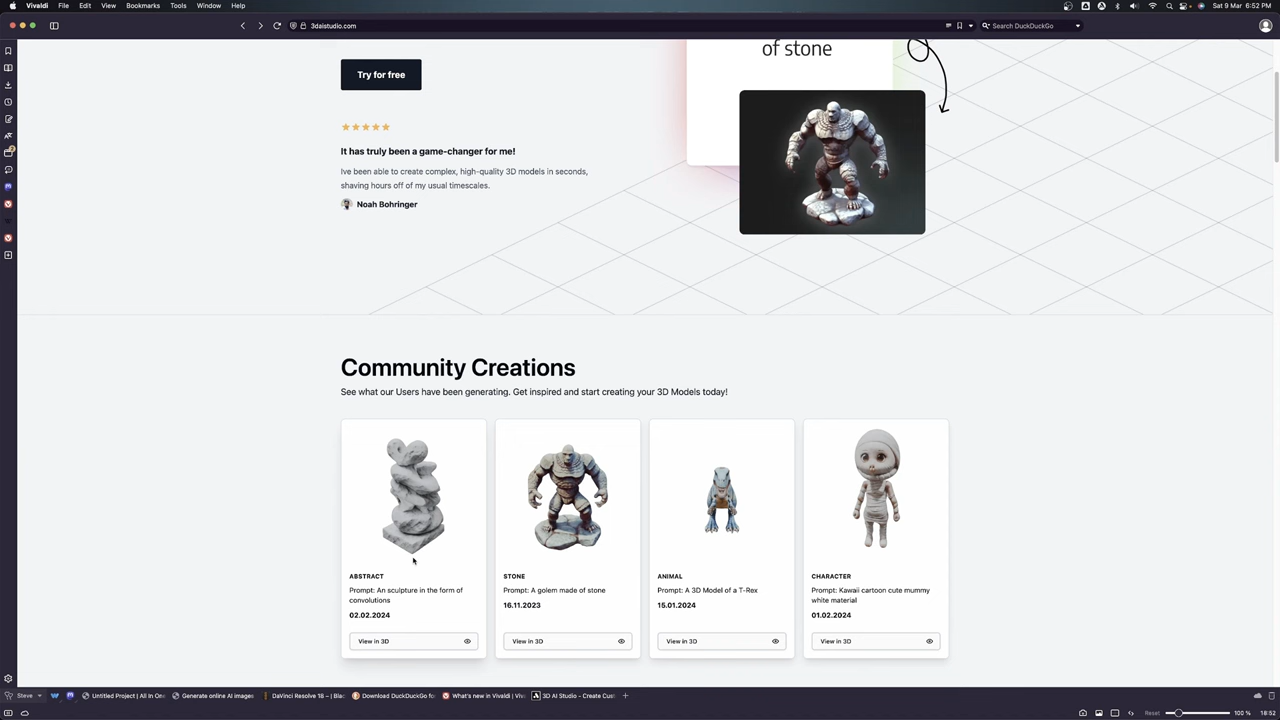 Vivaldi File Edit View Bookmarks Tools Window Help
Sat 9 Mar 6:52 PM
3daistudio.com
Search DuckDuckGo
of stone
Try for free
It has truly been a game-changer for me!
Ive been able to create complex, high-quality 3D models in seconds,
shaving hours off of my usual timescales.
Noah Bohringer
Community Creations
See what our Users have been generating. Get inspired and start creating your 3D Models today!
ABSTRACT
Prompt: An sculpture in the form of
convolutions
02.02.2024
View in 3D
STONE
Prompt: A golem made of stone
16.11.2023
View in 3D
ANIMAL
Prompt: A 3D Model of a T-Rex
15.01.2024
View in 3D
CHARACTER
Prompt: Kawaii cartoon cute mummy
white material
01.02.2024
View in 3D
Steve
Untitled Project | All In One
Generate online AI images
DaVinci Resolve 18 – | Blac
Download DuckDuckGo for
What's new in Vivaldi | Viv
3D AI Studio - Create Cust
Reset
100 %
18:52